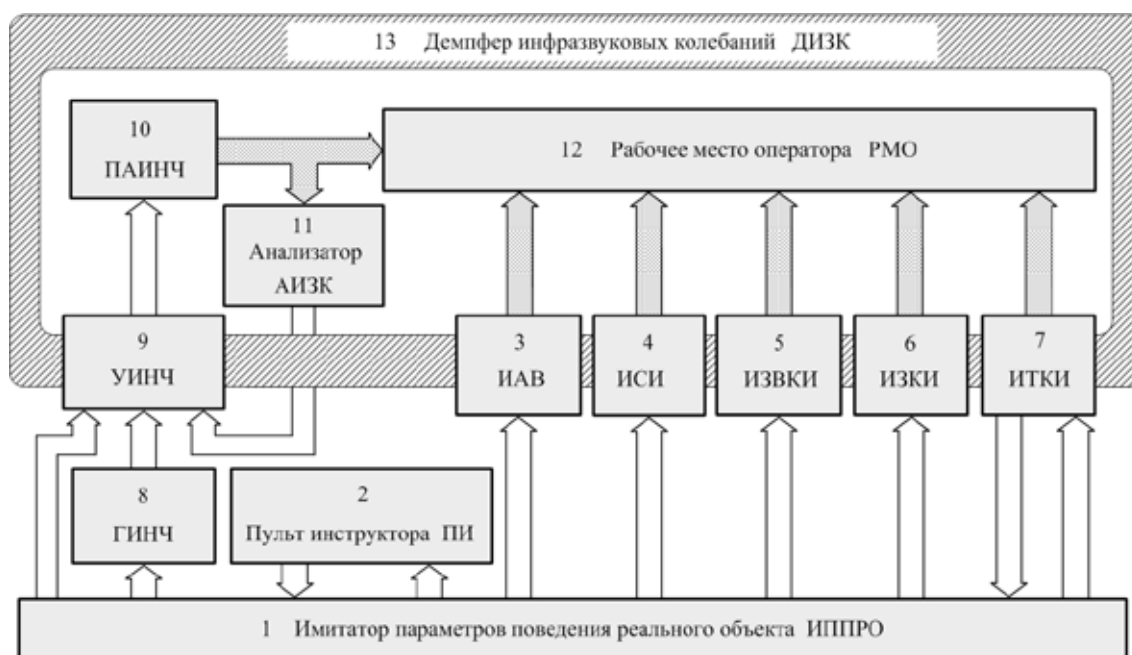 13 Демпфер инфразвуковых колебаний ДИЗК
10
ПАИНЧ
12 Рабочее место оператора РМО
11
Анализатор
АИЗК
9
УИНЧ
3
ИАВ
4
ИСИ
5
ИЗВКИ
6
ИЗКИ
7
ИТКИ
8
ГИНЧ
2
Пульт инструктора ПИ
1 Имитатор параметров поведения реального объекта ИППРО